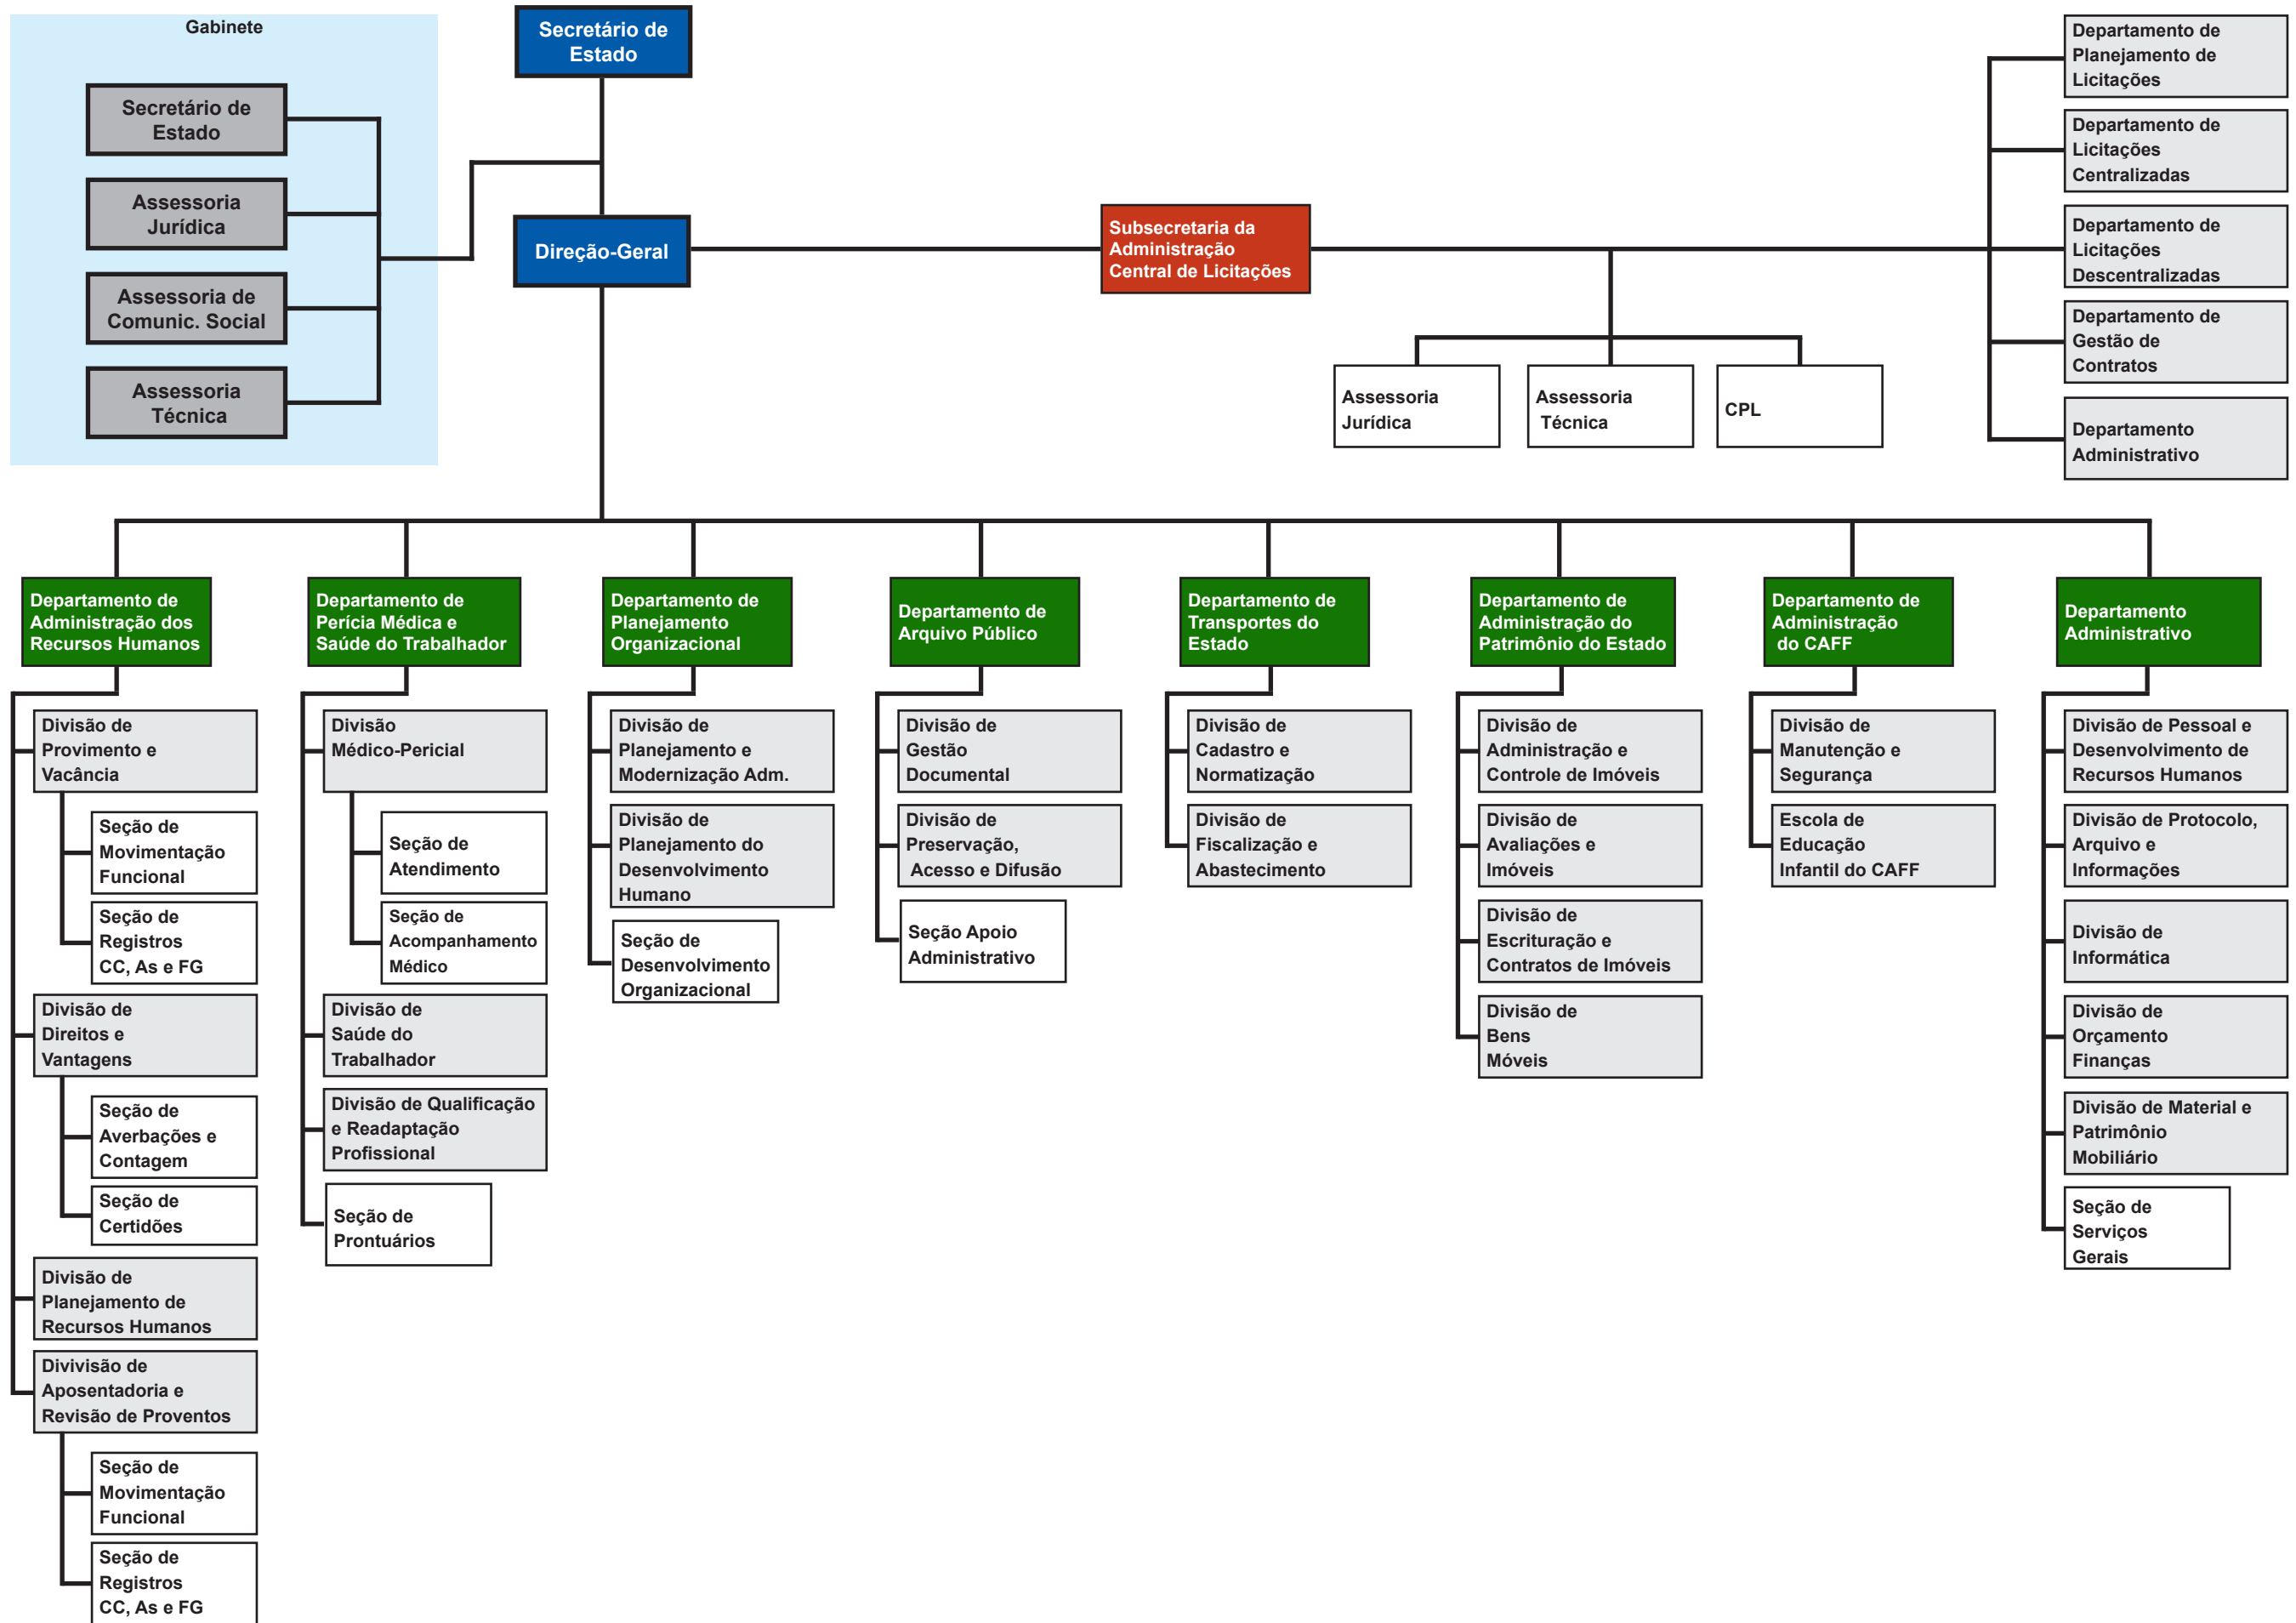 Gabinete
Secretário de
Estado
Assessoria
Jurídica
Assessoria de
Comunic. Social
Assessoria
Técnica
Secretário de
Estado
Direção-Geral
Subsecretaria da
Administração
Central de Licitações
Assessoria
Jurídica
Assessoria
Técnica
CPL
Departamento de
Planejamento de
Licitações
Departamento de
Licitações
Centralizadas
Departamento de
Licitações
Descentralizadas
Departamento de
Gestão de
Contratos
Departamento
Administrativo
Departamento de
Administração dos
Recursos Humanos
Divisão de
Provimento e
Vacância
Seção de
Movimentação
Funcional
Seção de
Registros
CC, As e FG
Divisão de
Direitos e
Vantagens
Seção de
Averbações e
Contagem
Seção de
Certidões
Divisão de
Planejamento de
Recursos Humanos
Divivisão de
Aposentadoria e
Revisão de Proventos
Seção de
Movimentação
Funcional
Seção de
Registros
CC, As e FG
Departamento de
Perícia Médica e
Saúde do Trabalhador
Divisão
Médico-Pericial
Seção de
Atendimento
Seção de
Acompanhamento
Médico
Divisão de
Saúde do
Trabalhador
Divisão de Qualificação
e Readaptação
Profissional
Seção de
Prontuários
Departamento de
Planejamento
Organizacional
Divisão de
Planejamento e
Modernização Adm.
Divisão de
Planejamento do
Desenvolvimento
Humano
Seção de
Desenvolvimento
Organizacional
Departamento de
Arquivo Público
Divisão de
Gestão
Documental
Divisão de
Preservação,
Acesso e Difusão
Seção Apoio
Administrativo
Departamento de
Transportes do
Estado
Divisão de
Cadastro e
Normatização
Divisão de
Fiscalização e
Abastecimento
Departamento de
Administração do
Patrimônio do Estado
Divisão de
Administração e
Controle de Imóveis
Divisão de
Avaliações e
Imóveis
Divisão de
Escrituração e
Contratos de Imóveis
Divisão de
Bens
Móveis
Departamento de
Administração
do CAFF
Divisão de
Manutenção e
Segurança
Escola de
Educação
Infantil do CAFF
Departamento
Administrativo
Divisão de Pessoal e
Desenvolvimento de
Recursos Humanos
Divisão de Protocolo,
Arquivo e
Informações
Divisão de
Informática
Divisão de
Orçamento
Finanças
Divisão de Material e
Patrimônio
Mobiliário
Seção de
Serviços
Gerais